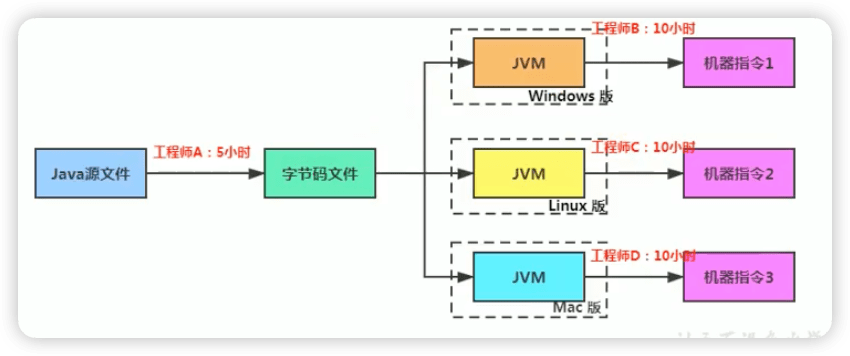 工程师B：10小时
JVM
机器指令1
Windows 版
Java源文件
工程师A：5小时
字节码文件
工程师C：10小时
JVM
机器指令2
Linux 版
工程师D：10小时
JVM
机器指令3
Mac 版